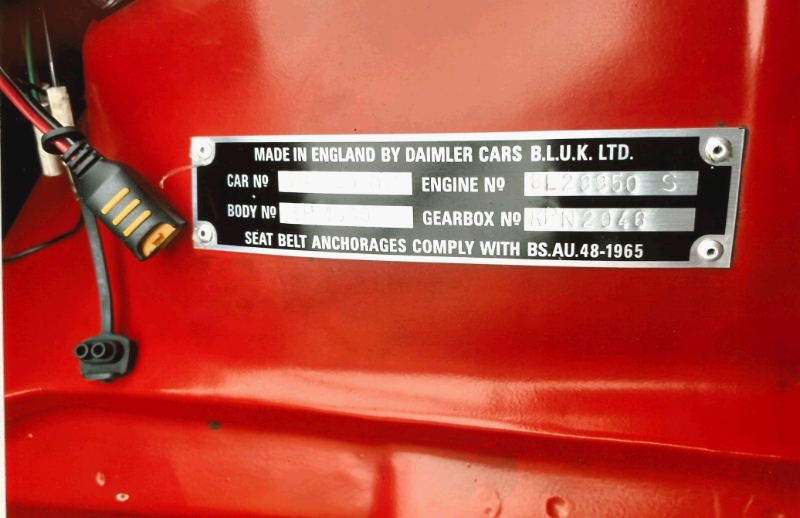 MADE IN ENGLAND BY DAIMLER CARS B.L.U.K. LTD.
CAR Nº ENGINE Nº 8L20950 S
BODY Nº GEARBOX Nº KPN2046
SEAT BELT ANCHORAGES COMPLY WITH BS.AU.48-1965